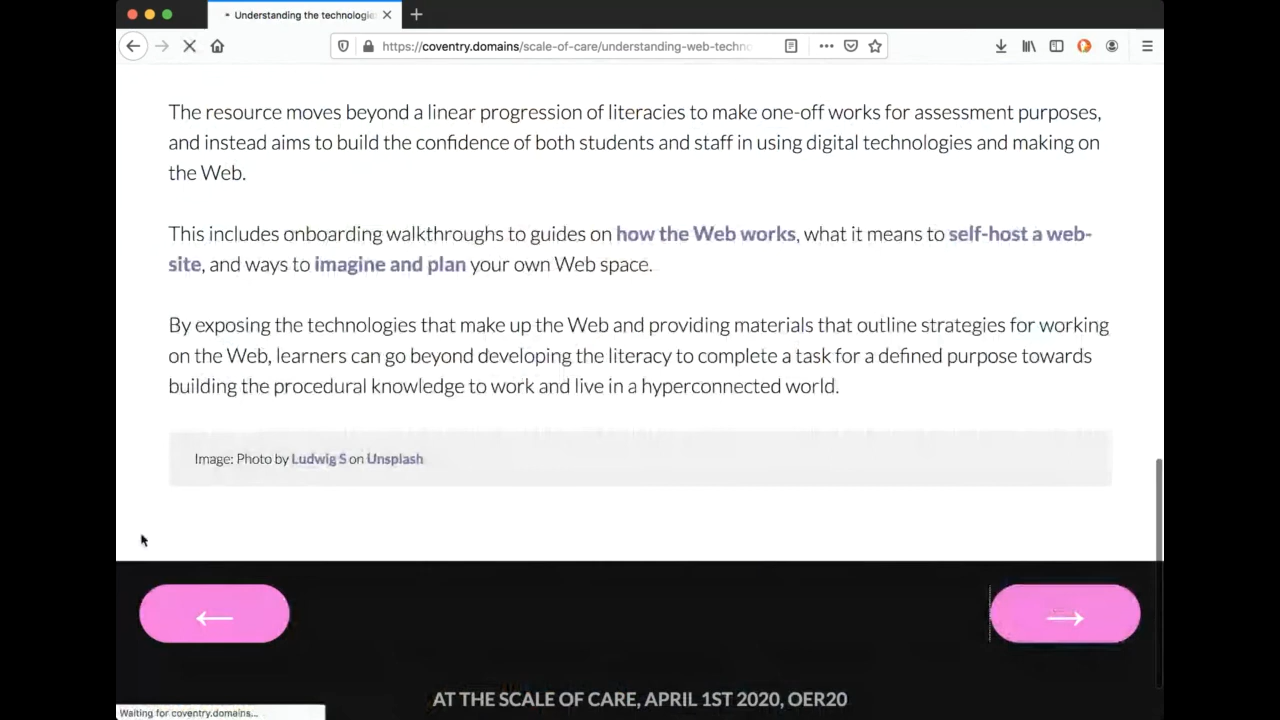 Understanding the technologie
https://coventry.domains/scale-of-care/understanding-web-techno
The resource moves beyond a linear progression of literacies to make one-off works for assessment purposes,
and instead aims to build the confidence of both students and staff in using digital technologies and making on
the Web.
This includes onboarding walkthroughs to guides on how the Web works, what it means to self-host a web-
site, and ways to imagine and plan your own Web space.
By exposing the technologies that make up the Web and providing materials that outline strategies for working
on the Web, learners can go beyond developing the literacy to complete a task for a defined purpose towards
building the procedural knowledge to work and live in a hyperconnected world.
Image: Photo by Ludwig S on Unsplash
← →
AT THE SCALE OF CARE, APRIL 1ST 2020, OER20
Waiting for coventry.domains...